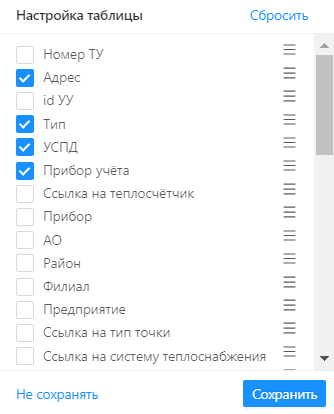 Настройка таблицы Сбросить
Номер ТУ
Адрес
id УУ
Тип
УСПД
Прибор учёта
Ссылка на теплосчётчик
Прибор
АО
Район
Филиал
Предприятие
Ссылка на тип точки
Ссылка на систему теплоснабжения
Не сохранять Сохранить